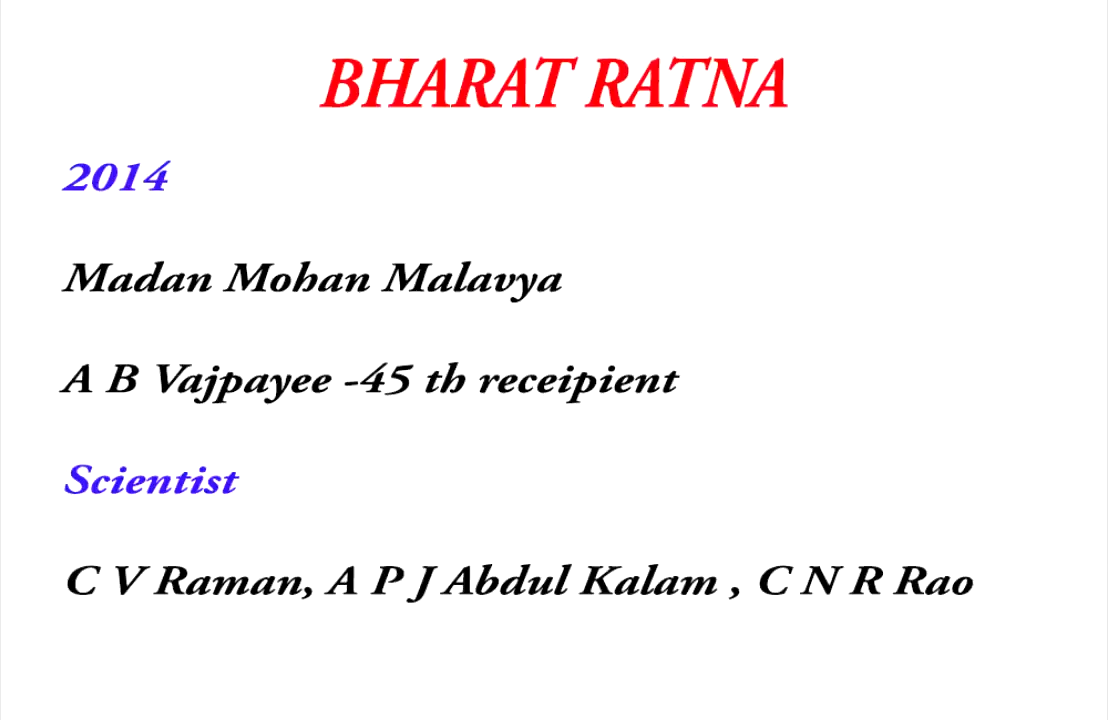 BHARAT RATNA
2014
Madan Mohan Malavya
A B Vajpayee -45 th receipient
Scientist
C V Raman, A P J Abdul Kalam , C N R Rao